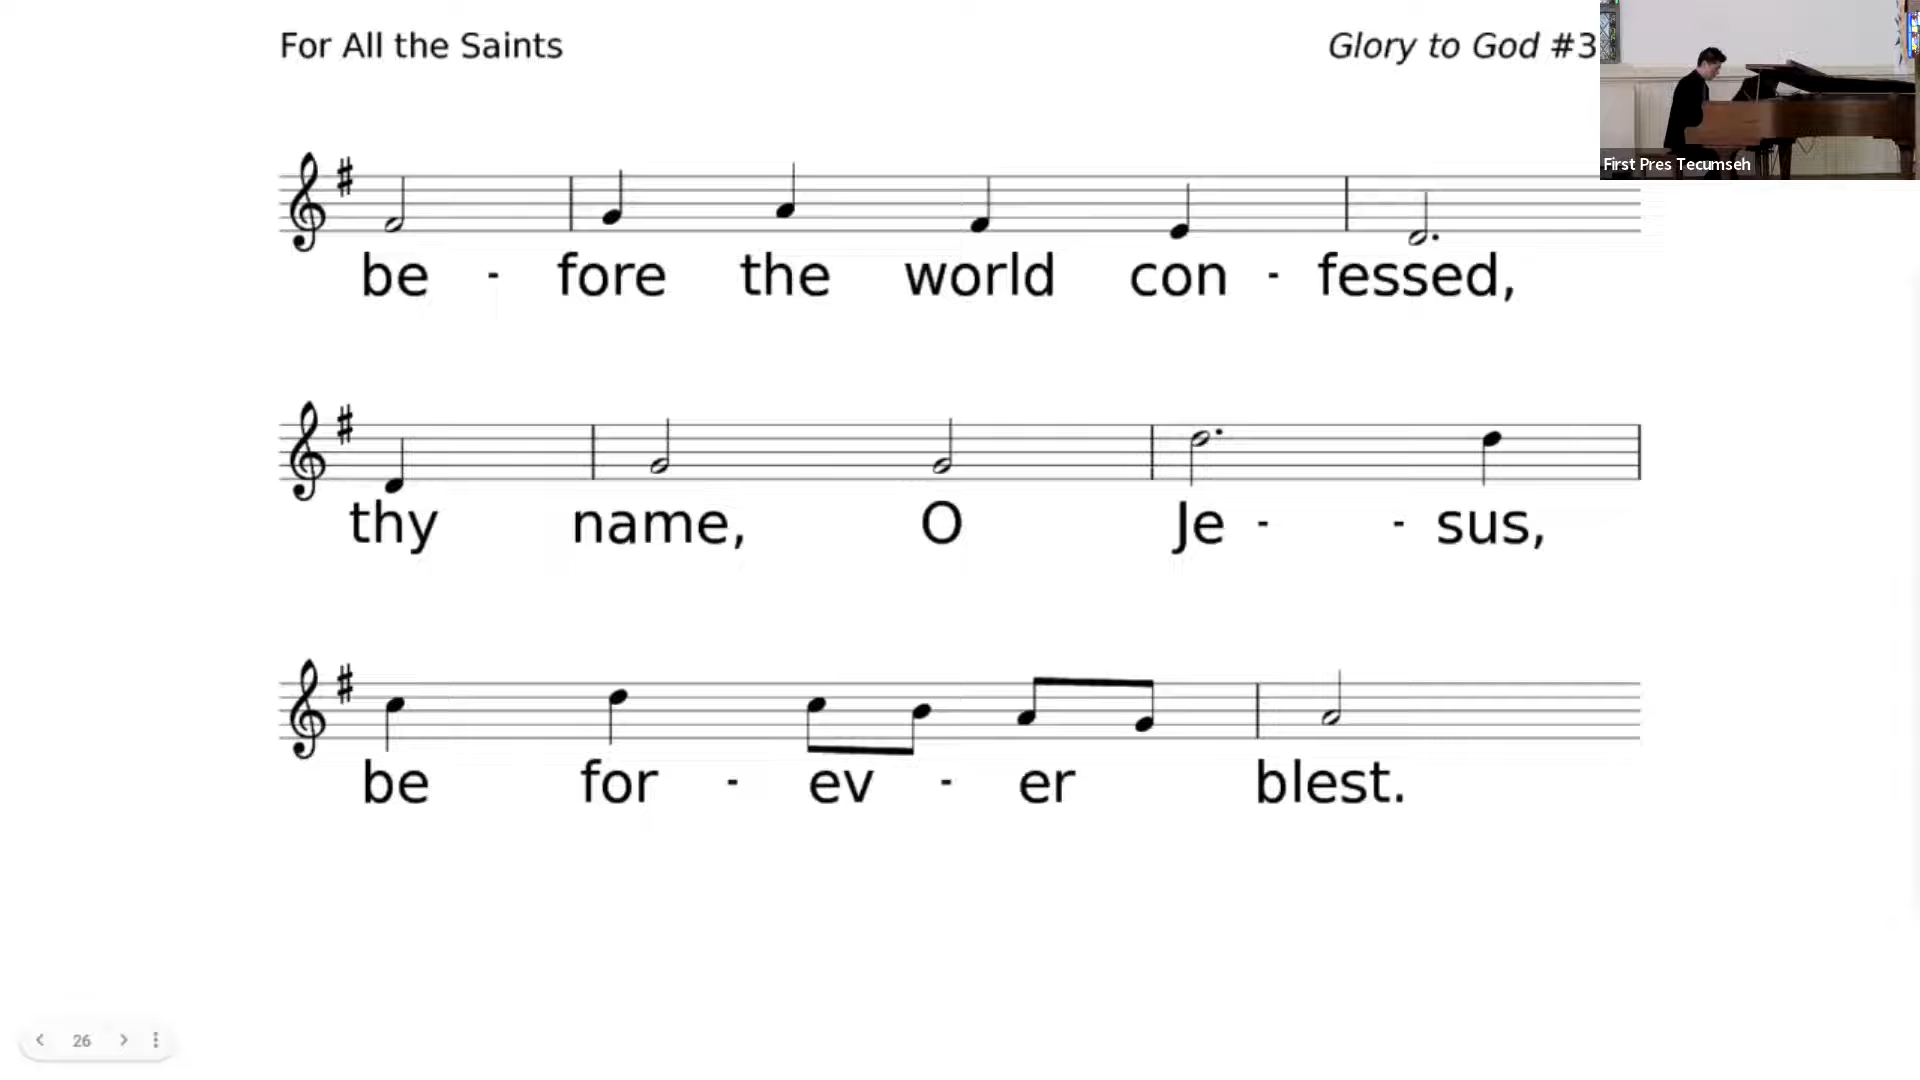 For All the Saints
Glory to God #3
First Pres Tecumseh
be - fore the world con - fessed,
thy name, O Je - - sus,
be for - ev - er blest.
26